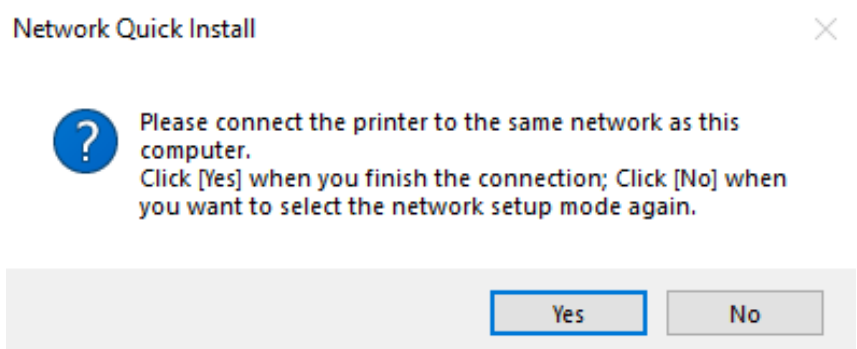 Network Quick Install
?
Please connect the printer to the same network as this
computer.
Click [Yes] when you finish the connection; Click [No] when
you want to select the network setup mode again.
Yes
No